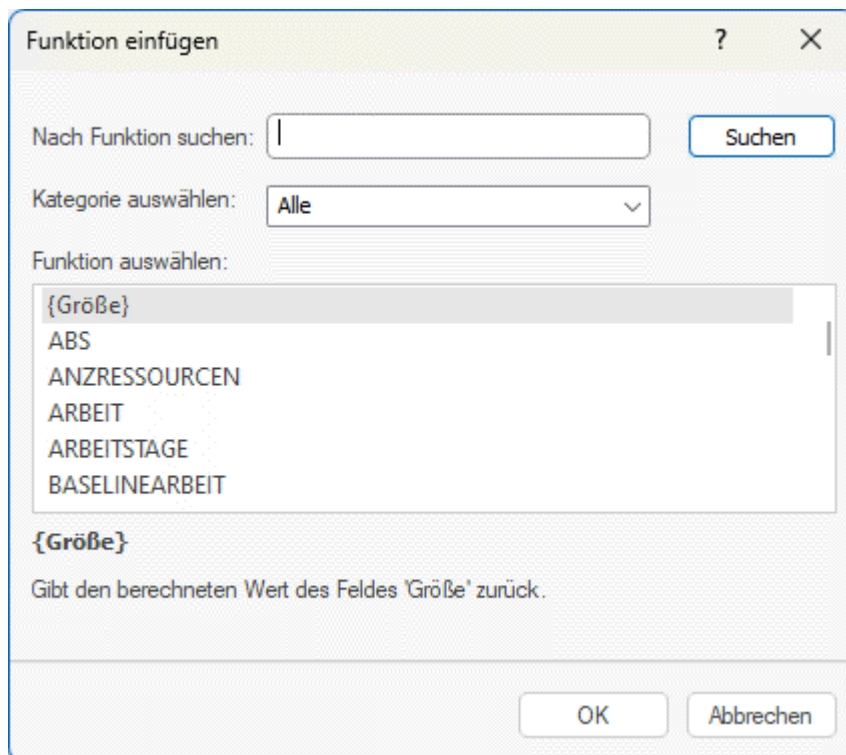 Funktion einfügen ?
Nach Funktion suchen: Suchen
Kategorie auswählen: Alle
Funktion auswählen:
{Größe}
ABS
ANZRESSOURCEN
ARBEIT
ARBEITSTAGE
BASELINEARBEIT
{Größe}
Gibt den berechneten Wert des Feldes 'Größe' zurück.
OK Abbrechen